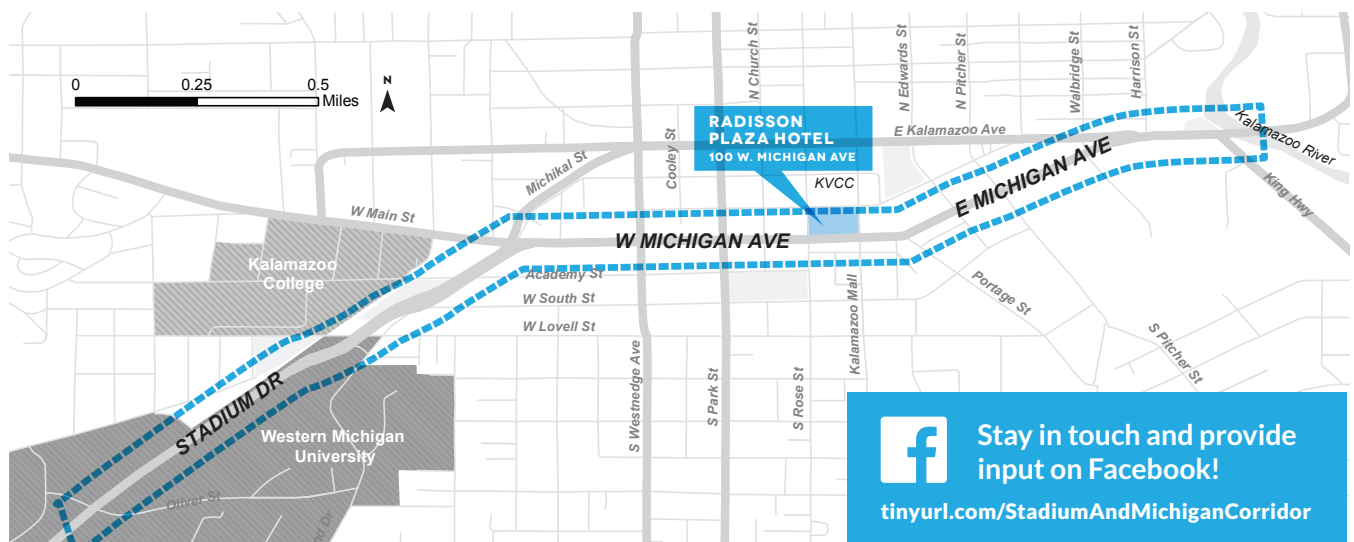 0 0.25 0.5
Miles
N
N Church St
N Edwards St
N Pitcher St
Walbridge St
Harrison St
RADISSON
PLAZA HOTEL
100 W. MICHIGAN AVE
E Kalamazoo Ave
Kalamazoo River
Cooley St
Michikal St
KVCC
E MICHIGAN AVE
King Hwy
W Main St
W MICHIGAN AVE
Kalamazoo
College
Academy St
W South St
W Lovell St
Kalamazoo Mall
Portage St
S Pitcher St
S Westnedge Ave
S Park St
S Rose St
STADIUM DR
Western Michigan
University
Oliver St
Dr
Stay in touch and provide
input on Facebook!
tinyurl.com/StadiumAndMichiganCorridor